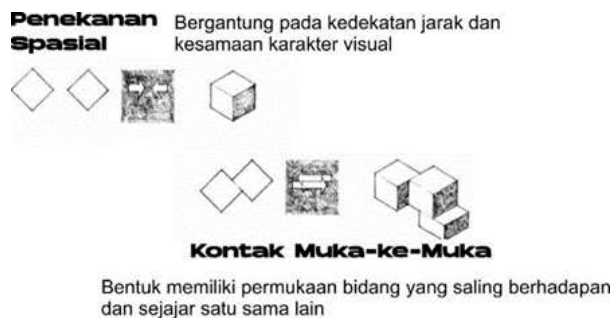 Penekanan
Spasial
Bergantung pada kedekatan jarak dan
kesamaan karakter visual
Kontak Muka-ke-Muka
Bentuk memiliki permukaan bidang yang saling berhadapan
dan sejajar satu sama lain